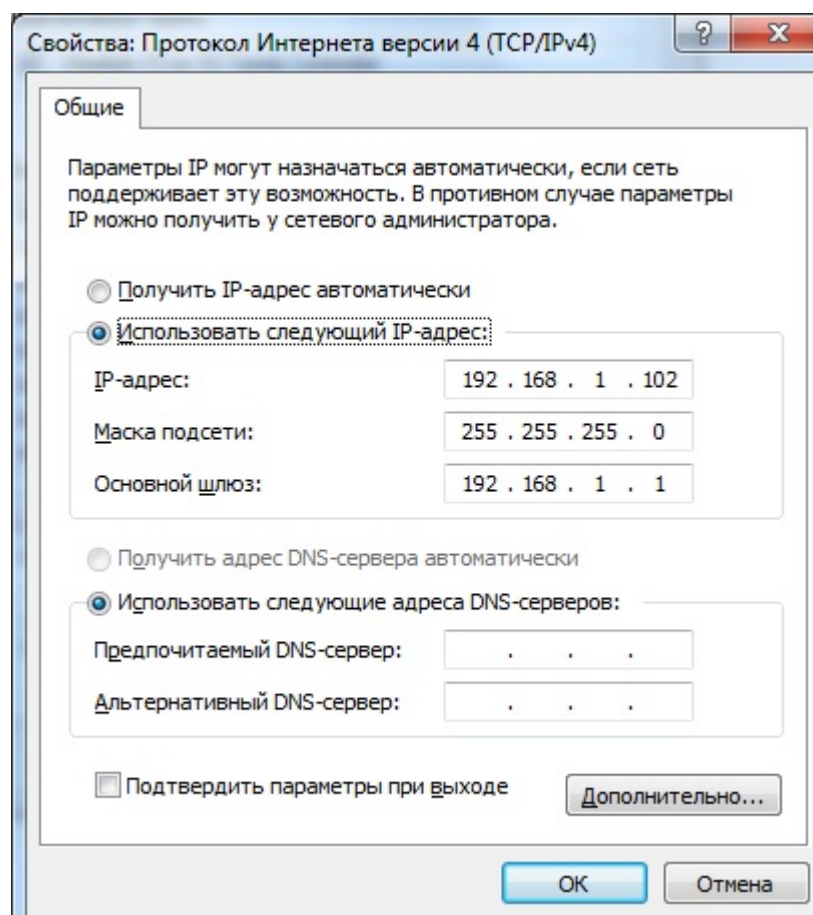 Свойства: Протокол Интернета версии 4 (TCP/IPv4)
Общие
Параметры IP могут назначаться автоматически, если сеть
поддерживает эту возможность. В противном случае параметры
IP можно получить у сетевого администратора.
Получить IP-адрес автоматически
Использовать следующий IP-адрес:
IP-адрес: 192 . 168 . 1 . 102
Маска подсети: 255 . 255 . 255 . 0
Основной шлюз: 192 . 168 . 1 . 1
Получить адрес DNS-сервера автоматически
Использовать следующие адреса DNS-серверов:
Предпочитаемый DNS-сервер: . . .
Альтернативный DNS-сервер: . . .
Подтвердить параметры при выходе
Дополнительно...
ОК Отмена